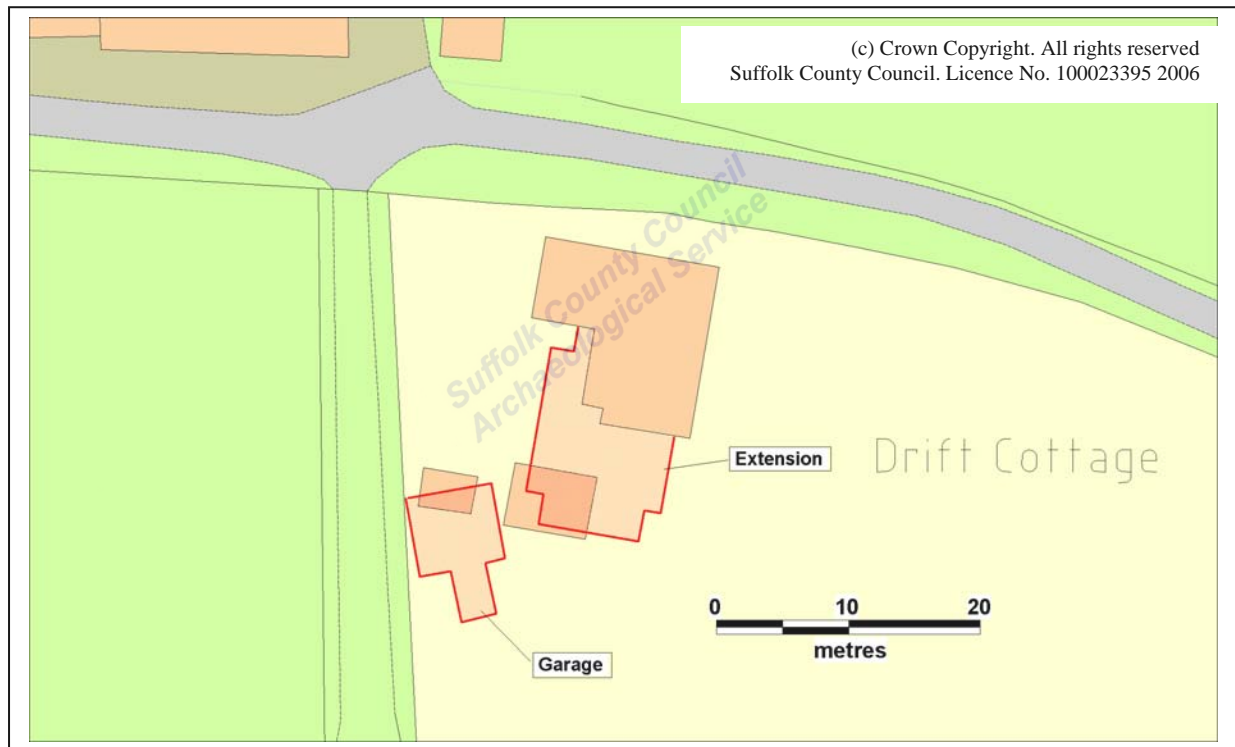 (c) Crown Copyright. All rights reserved
Suffolk County Council. Licence No. 100023395 2006
Suffolk County Council
Archaeological Service
Extension
Drift Cottage
0 10 20
metres
Garage